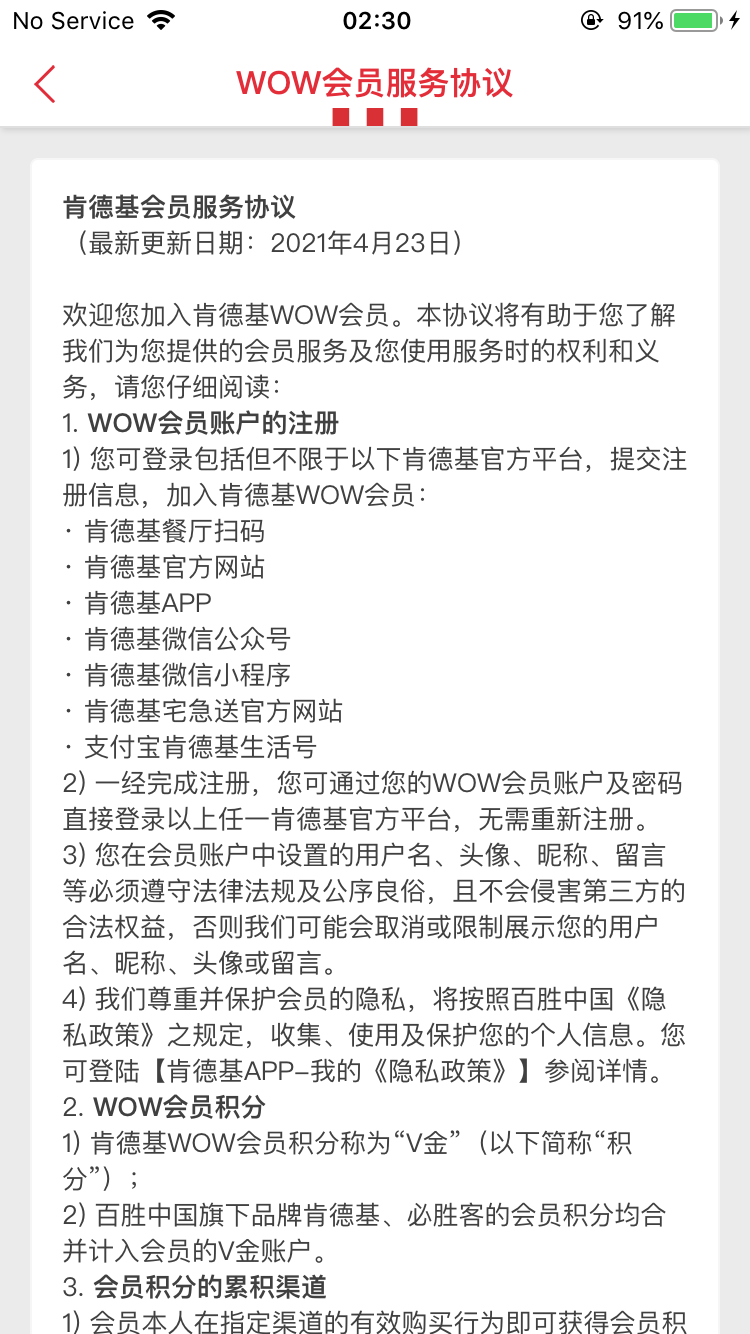 No Service
02:30
91%
WOW会员服务协议
肯德基会员服务协议
（最新更新日期：2021年4月23日）
欢迎您加入肯德基WOW会员。本协议将有助于您了解
我们为您提供的会员服务及您使用服务时的权利和义
务，请您仔细阅读：
1. WOW会员账户的注册
1) 您可登录包括但不限于以下肯德基官方平台，提交注
册信息，加入肯德基WOW会员：
· 肯德基餐厅扫码
· 肯德基官方网站
· 肯德基APP
· 肯德基微信公众号
· 肯德基微信小程序
· 肯德基宅急送官方网站
· 支付宝肯德基生活号
2) 一经完成注册，您可通过您的WOW会员账户及密码
直接登录以上任一肯德基官方平台，无需重新注册。
3) 您在会员账户中设置的用户名、头像、昵称、留言
等必须遵守法律法规及公序良俗，且不会侵害第三方的
合法权益，否则我们可能会取消或限制展示您的用户
名、昵称、头像或留言。
4) 我们尊重并保护会员的隐私，将按照百胜中国《隐
私政策》之规定，收集、使用及保护您的个人信息。您
可登陆【肯德基APP–我的《隐私政策》】参阅详情。
2. WOW会员积分
1) 肯德基WOW会员积分称为“V金”（以下简称“积
分”）；
2) 百胜中国旗下品牌肯德基、必胜客的会员积分均合
并计入会员的V金账户。
3. 会员积分的累积渠道
1) 会员本人在指定渠道的有效购买行为即可获得会员积